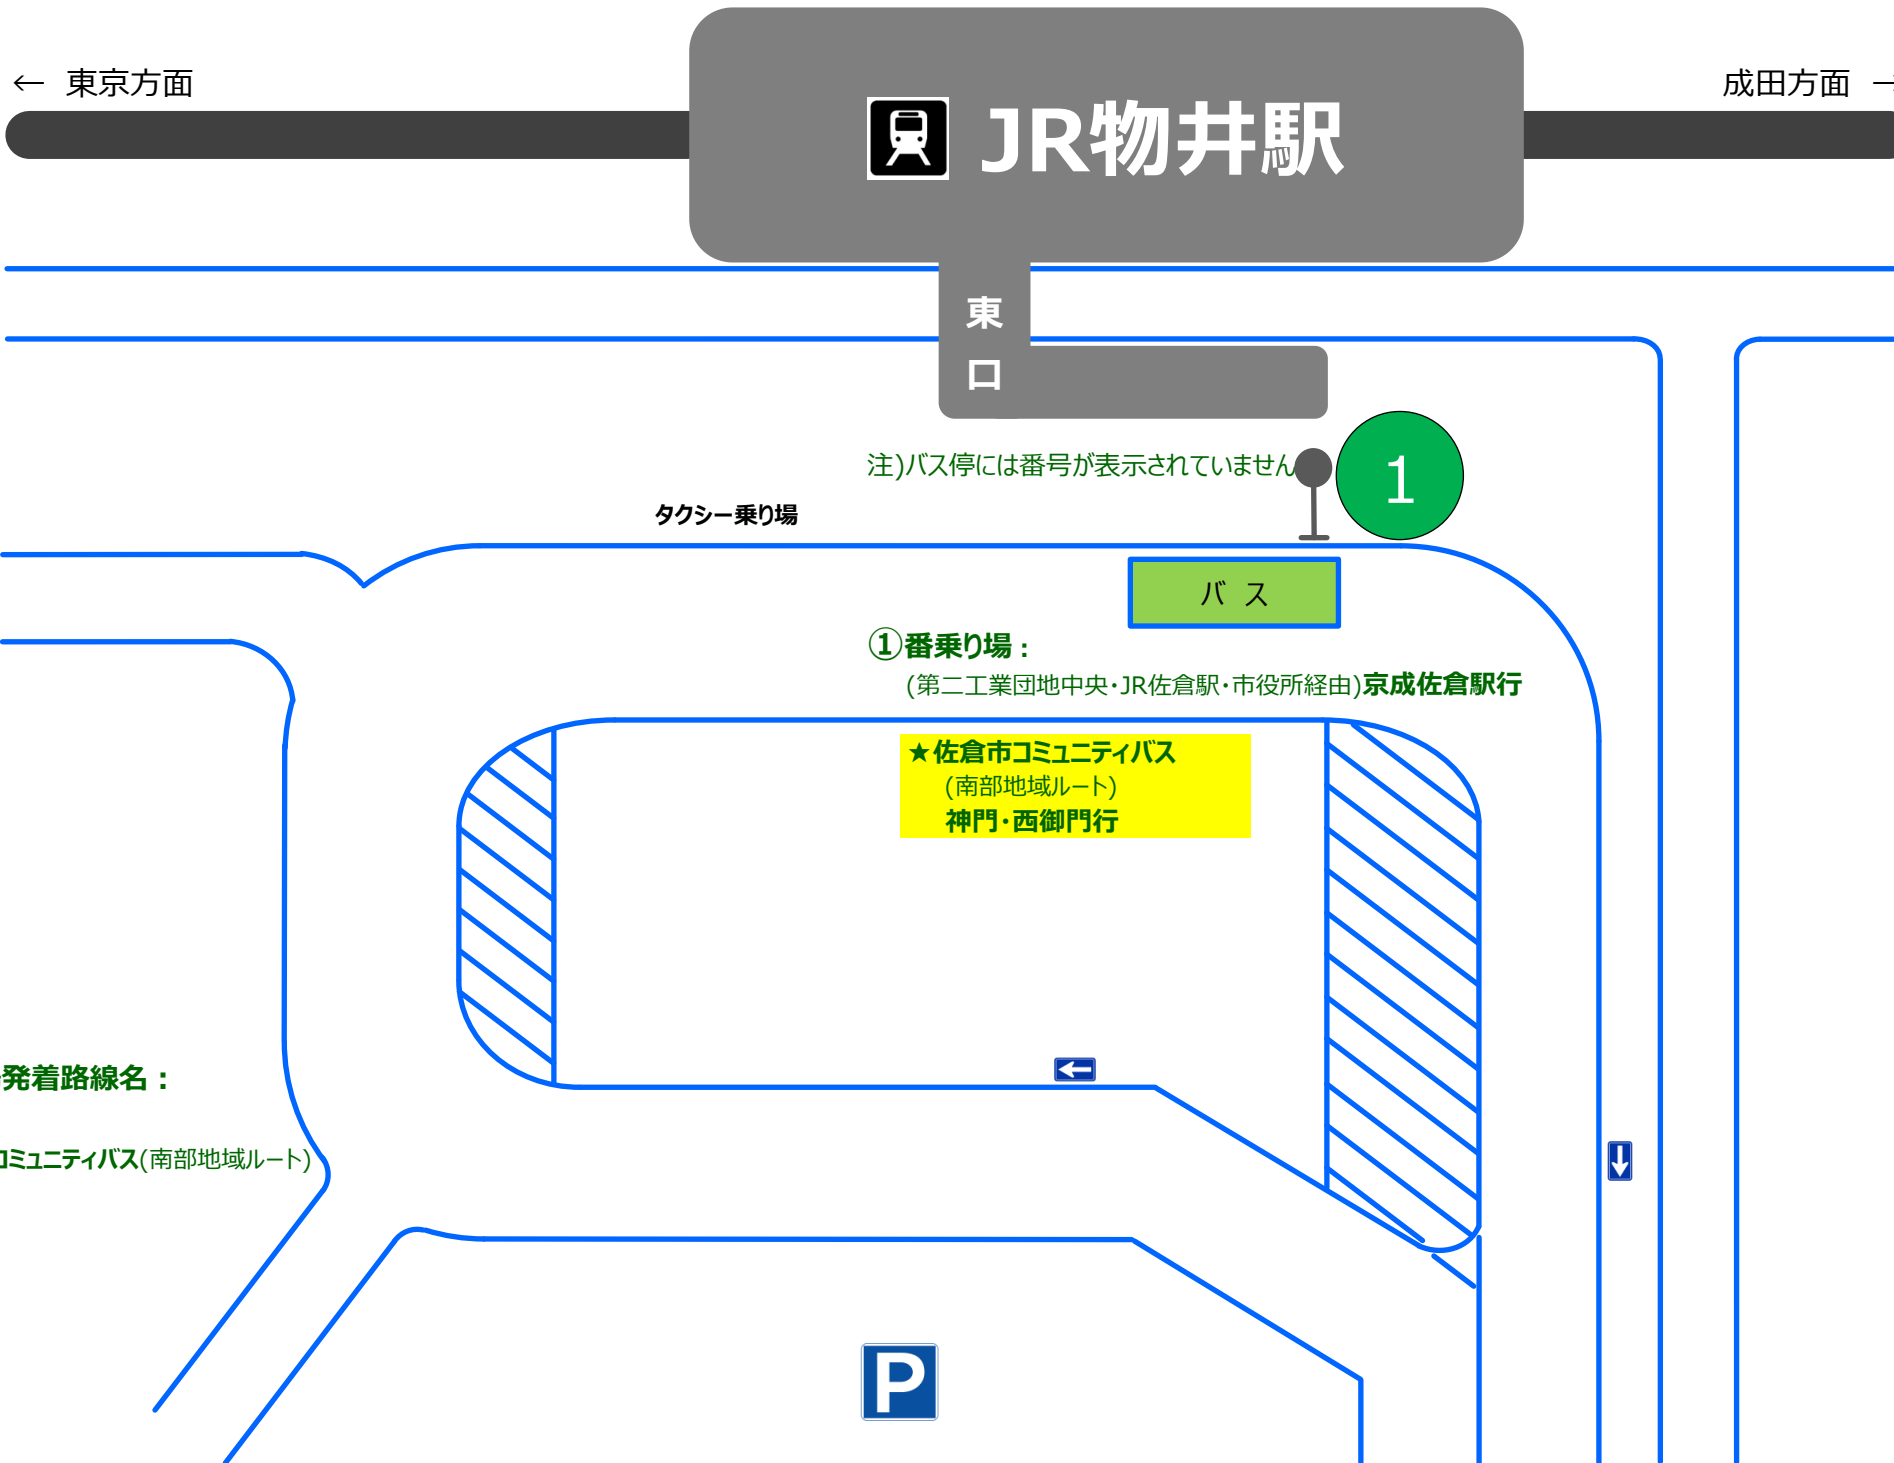 ← 東京方面
成田方面 →
JR物井駅
東
口
注)バス停には番号が表示されていません
1
タクシー乗り場
バ ス
①番乗り場：
(第二工業団地中央･JR佐倉駅･市役所経由)京成佐倉駅行
★佐倉市コミュニティバス
(南部地域ルート)
神門･西御門行
発着路線名：
コミュニティバス(南部地域ルート)
P